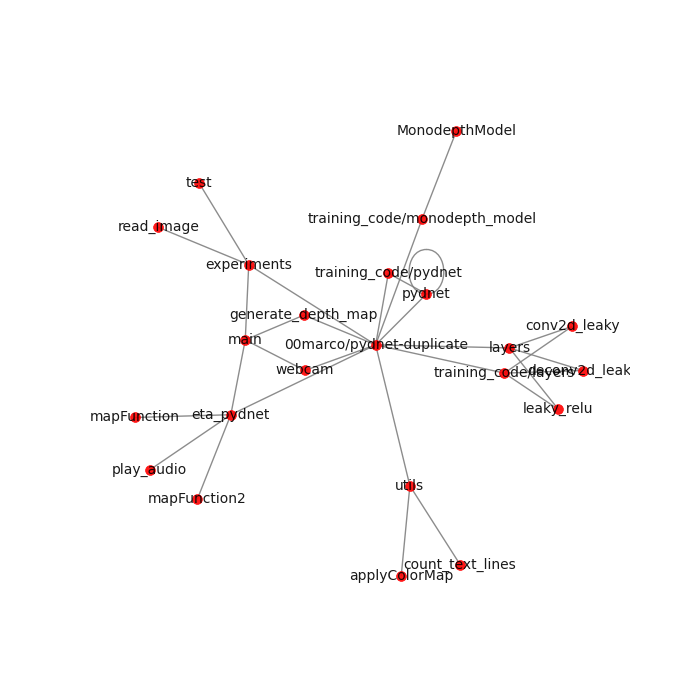 MonodepthModel
test
training_code/monodepth_model
read_image
experiments
training_code/pydnet
pydnet
generate_depth_map
conv2d_leaky
main
00marco/pydnet-duplicate
layers
webcam
training_code/layers
deconv2d_leak
leaky_relu
mapFunction
eta_pydnet
play_audio
utils
mapFunction2
count_text_lines
applyColorMap